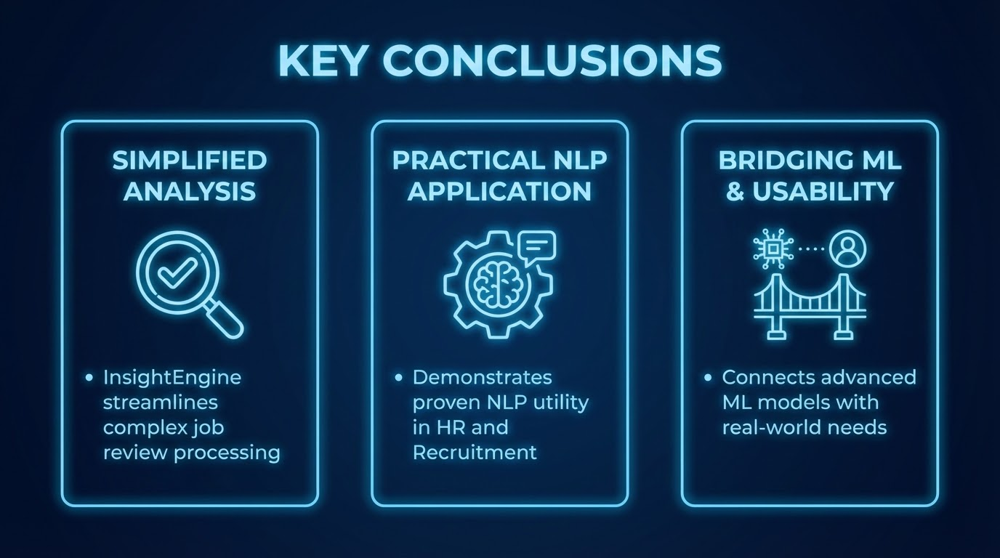 KEY CONCLUSIONS
SIMPLIFIED
ANALYSIS
• InsightEngine
streamlines
complex job
review processing
PRACTICAL NLP
APPLICATION
• Demonstrates
proven NLP utility
in HR and
Recruitment
BRIDGING ML
& USABILITY
• Connects advanced
ML models with
real-world needs